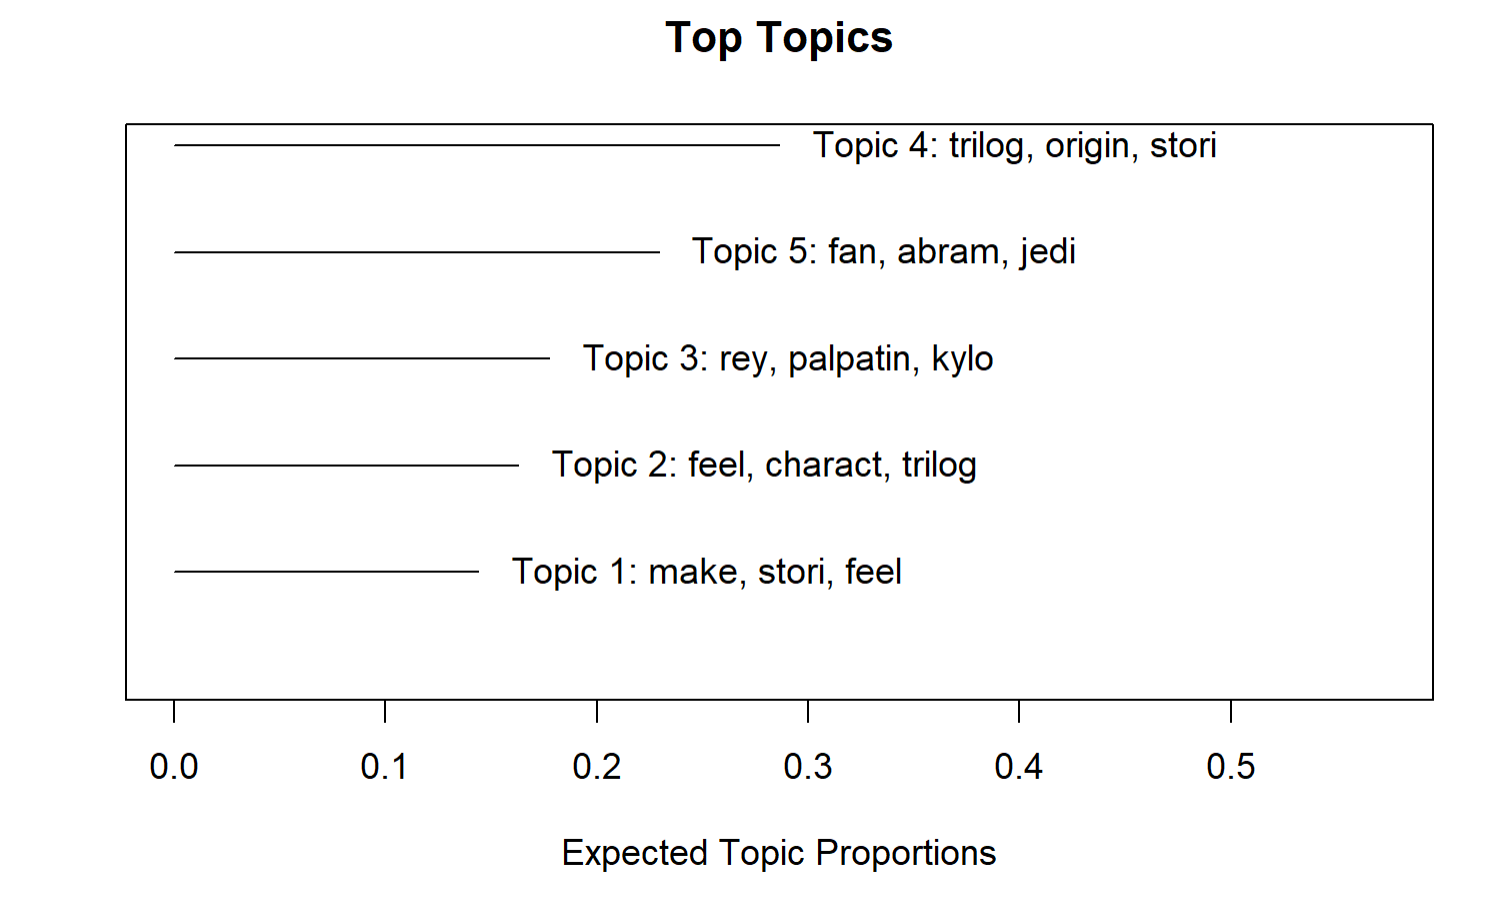 Top Topics
Topic 4: trilog, origin, stori
Topic 5: fan, abram, jedi
Topic 3: rey, palpatin, kylo
Topic 2: feel, charact, trilog
Topic 1: make, stori, feel
0.0 0.1 0.2 0.3 0.4 0.5
Expected Topic Proportions